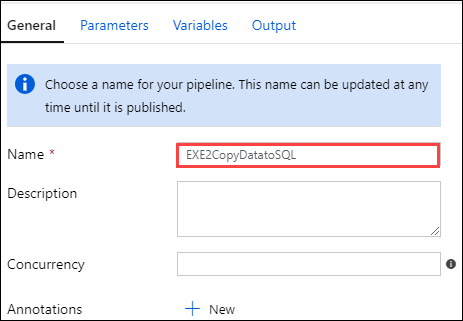 General Parameters Variables Output
Choose a name for your pipeline. This name can be updated at any
time until it is published.
Name * EXE2CopyDatatoSQL
Description
Concurrency
Annotations + New